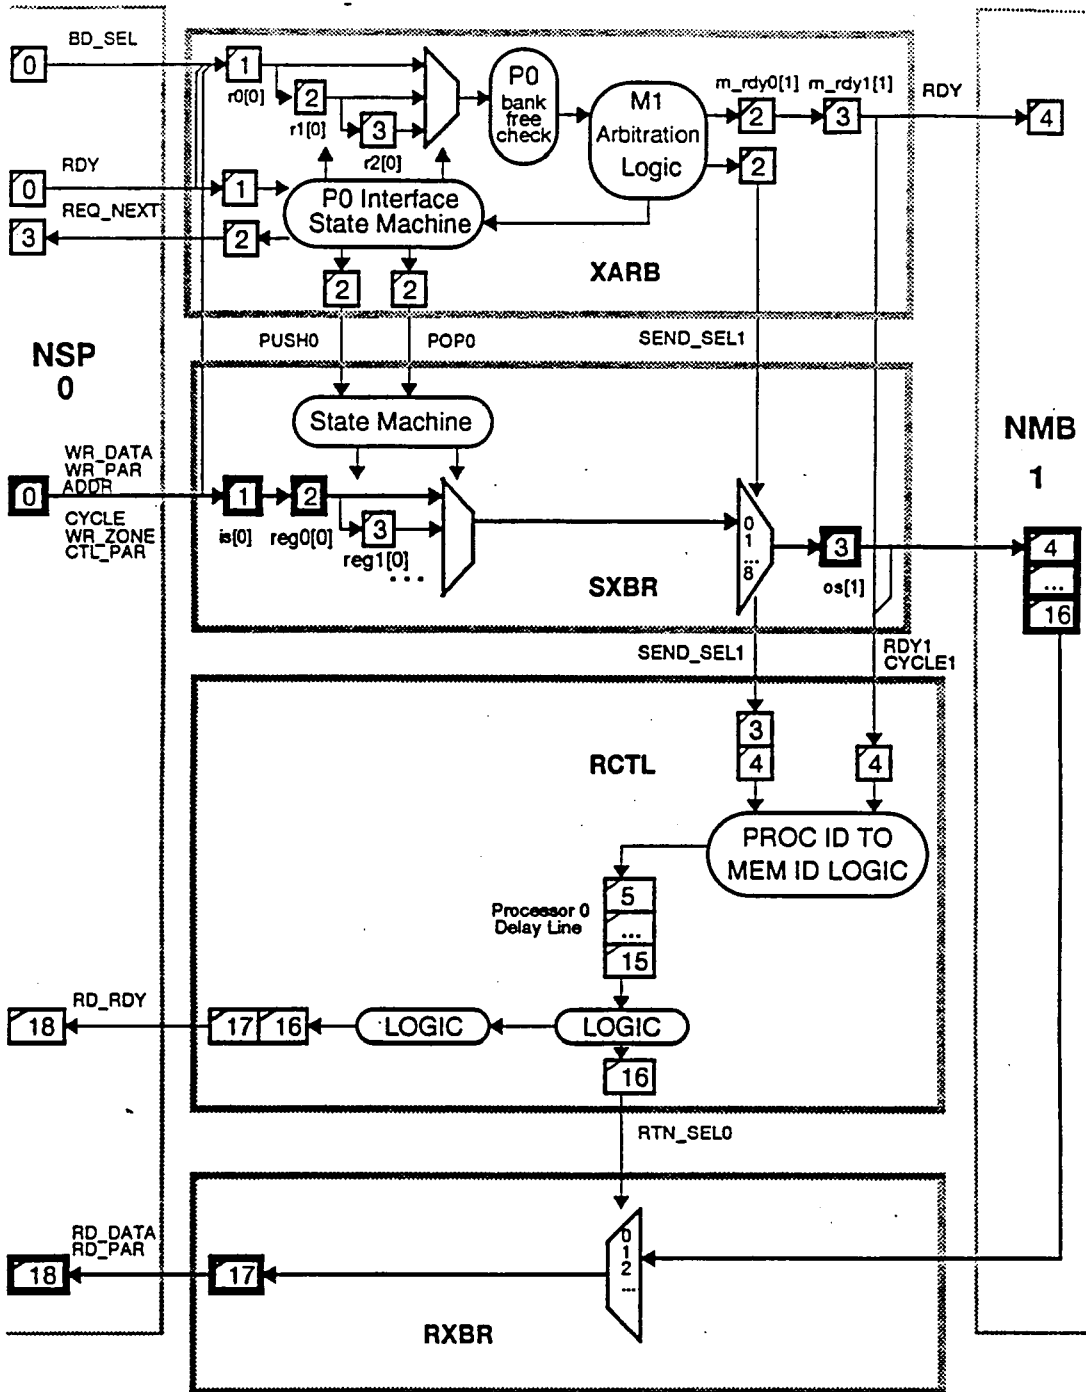 BD_SEL
0
1
r0[0]
2
r1[0]
3
r2[0]
P0
bank
free
check
M1
Arbitration
Logic
m_rdy0[1]
m_rdy1[1]
2
3
RDY
4
2
RDY
0
1
REQ_NEXT
3
2
P0 Interface
State Machine
2
2
XARB
PUSH0
POP0
SEND_SEL1
NSP
0
State Machine
NMB
1
WR_DATA
WR_PAR
ADDR
0
CYCLE
WR_ZONE
CTL_PAR
1
is[0]
2
reg0[0]
3
reg1[0]
...
0
1
...
8
3
os[1]
4
...
16
SXBR
SEND_SEL1
RDY1
CYCLE1
3
4
4
RCTL
PROC ID TO
MEM ID LOGIC
Processor 0
Delay Line
5
...
15
RD_RDY
18
17
16
LOGIC
LOGIC
16
RTN_SEL0
RD_DATA
RD_PAR
18
17
0
1
2
...
RXBR